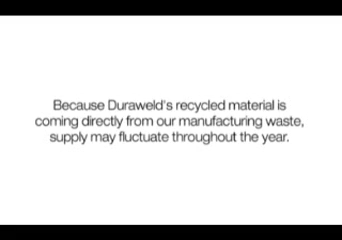 Because Duraweld's recycled material is
coming directly from our manufacturing waste,
supply may fluctuate throughout the year.